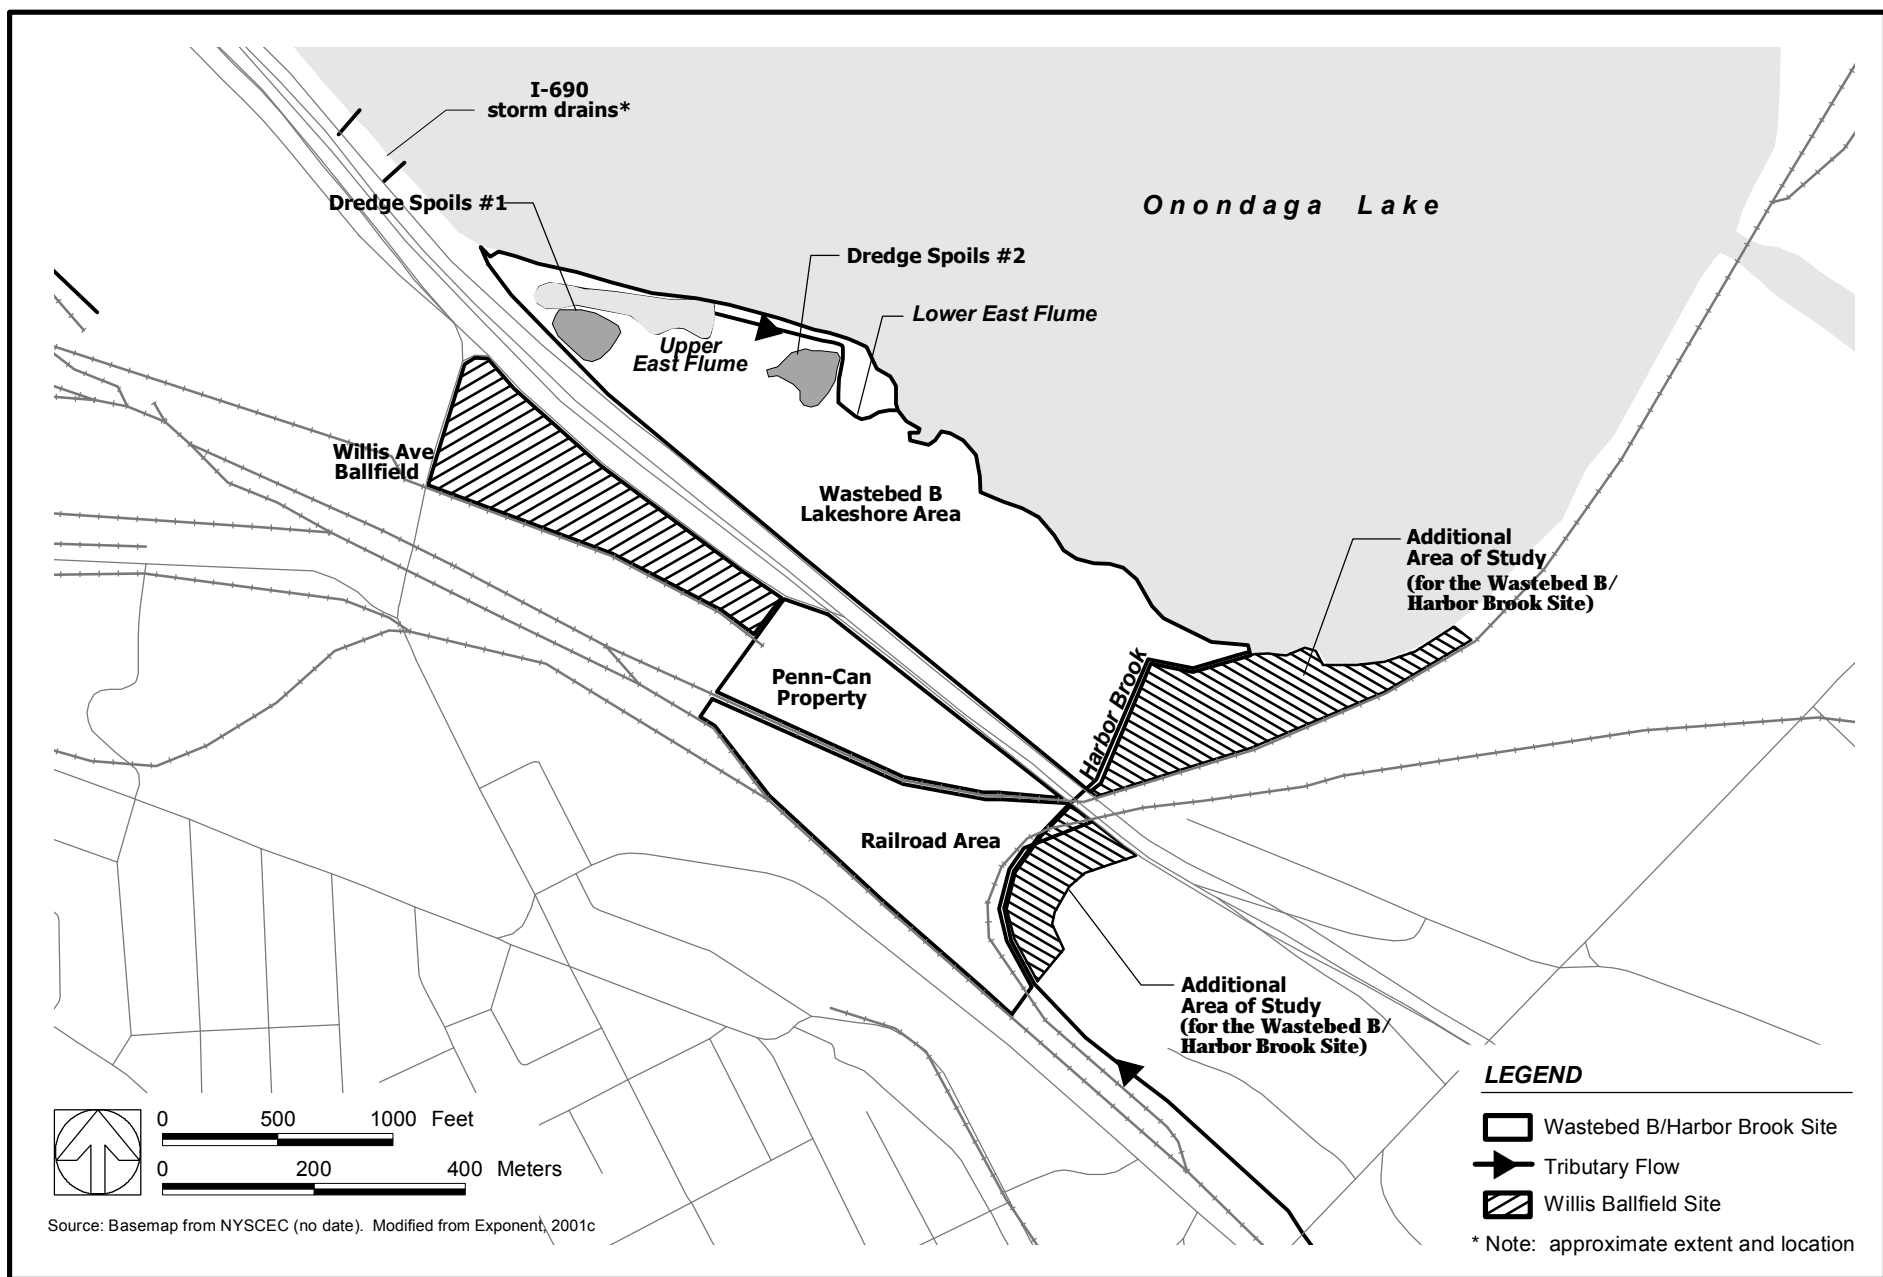 I-690
storm drains*
Dredge Spoils #1
Onondaga Lake
Dredge Spoils #2
Lower East Flume
Upper
East Flume
Willis Ave
Ballfield
Wastebed B
Lakeshore Area
Additional
Area of Study
(for the Wastebed B/
Harbor Brook Site)
Harbor Brook
Penn-Can
Property
Railroad Area
Additional
Area of Study
(for the Wastebed B/
Harbor Brook Site)
LEGEND
Wastebed B/Harbor Brook Site
Tributary Flow
Willis Ballfield Site
* Note: approximate extent and location
0 500 1000 Feet
0 200 400 Meters
Source: Basemap from NYSCEC (no date). Modified from Exponent, 2001c